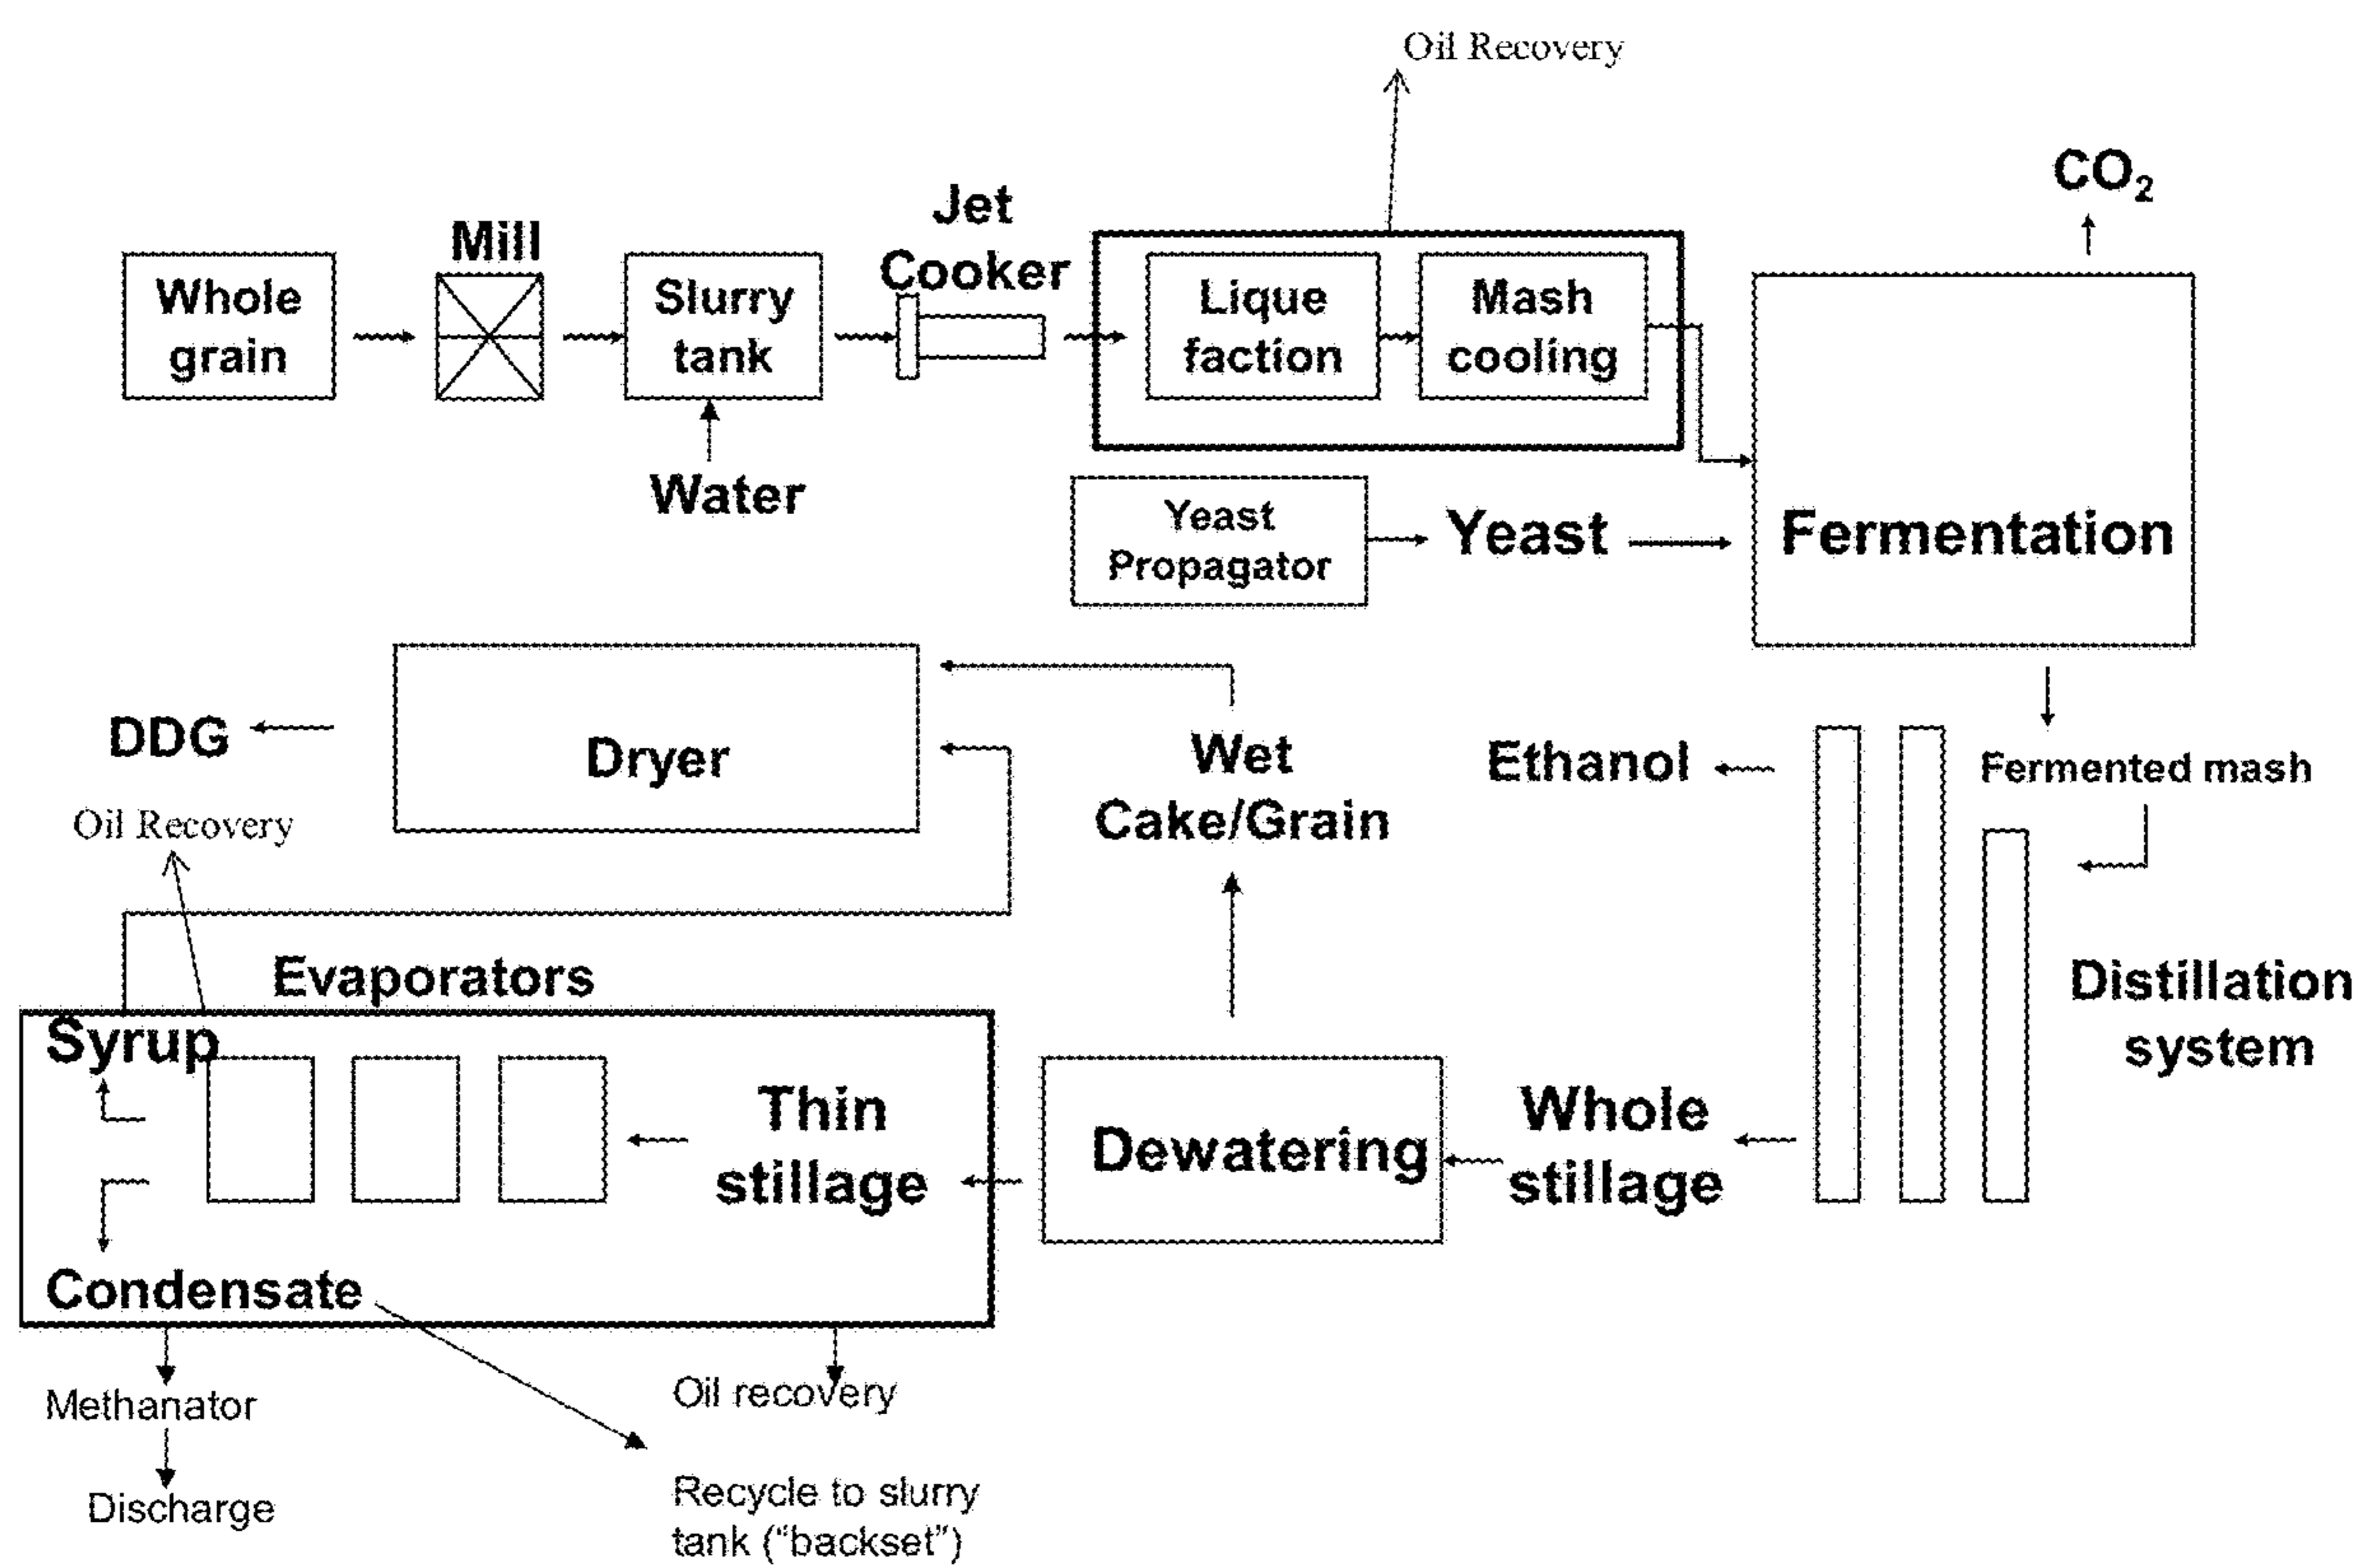 Oil Recovery
CO₂
Jet
Cooker
Mill
Whole
grain
Slurry
tank
Lique
faction
Mash
cooling
Water
Yeast
Propagator
Yeast
Fermentation
DDG
Dryer
Wet
Cake/Grain
Ethanol
Fermented mash
Oil Recovery
Evaporators
Distillation
system
Syrup
Thin
stillage
Dewatering
Whole
stillage
Condensate
Methanator
Discharge
Oil recovery
Recycle to slurry
tank (“backset”)